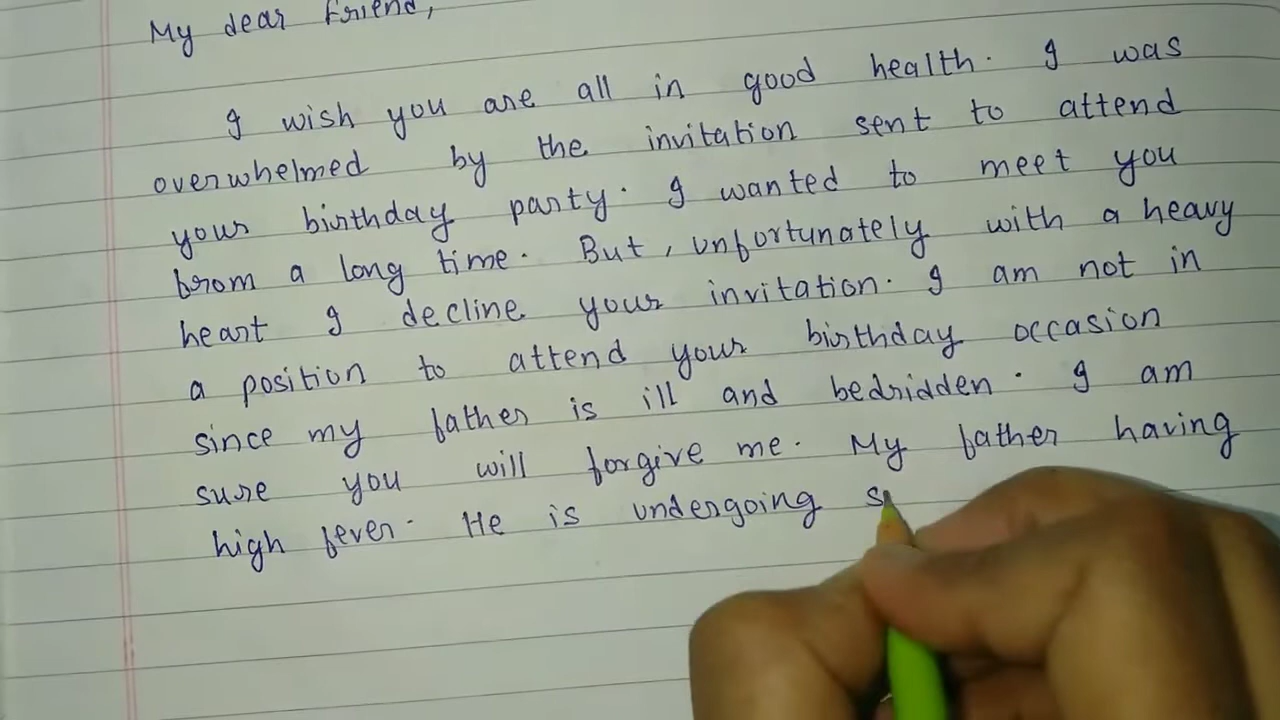 My dear Friend,
I wish you are all in good health. I was
overwhelmed by the invitation sent to attend
your birthday party. I wanted to meet you
from a long time. But, unfortunately with a heavy
heart I decline your invitation. I am not in
a position to attend your birthday occasion
since my father is ill and bedridden. I am
sure you will forgive me. My father having
high fever. He is undergoing s